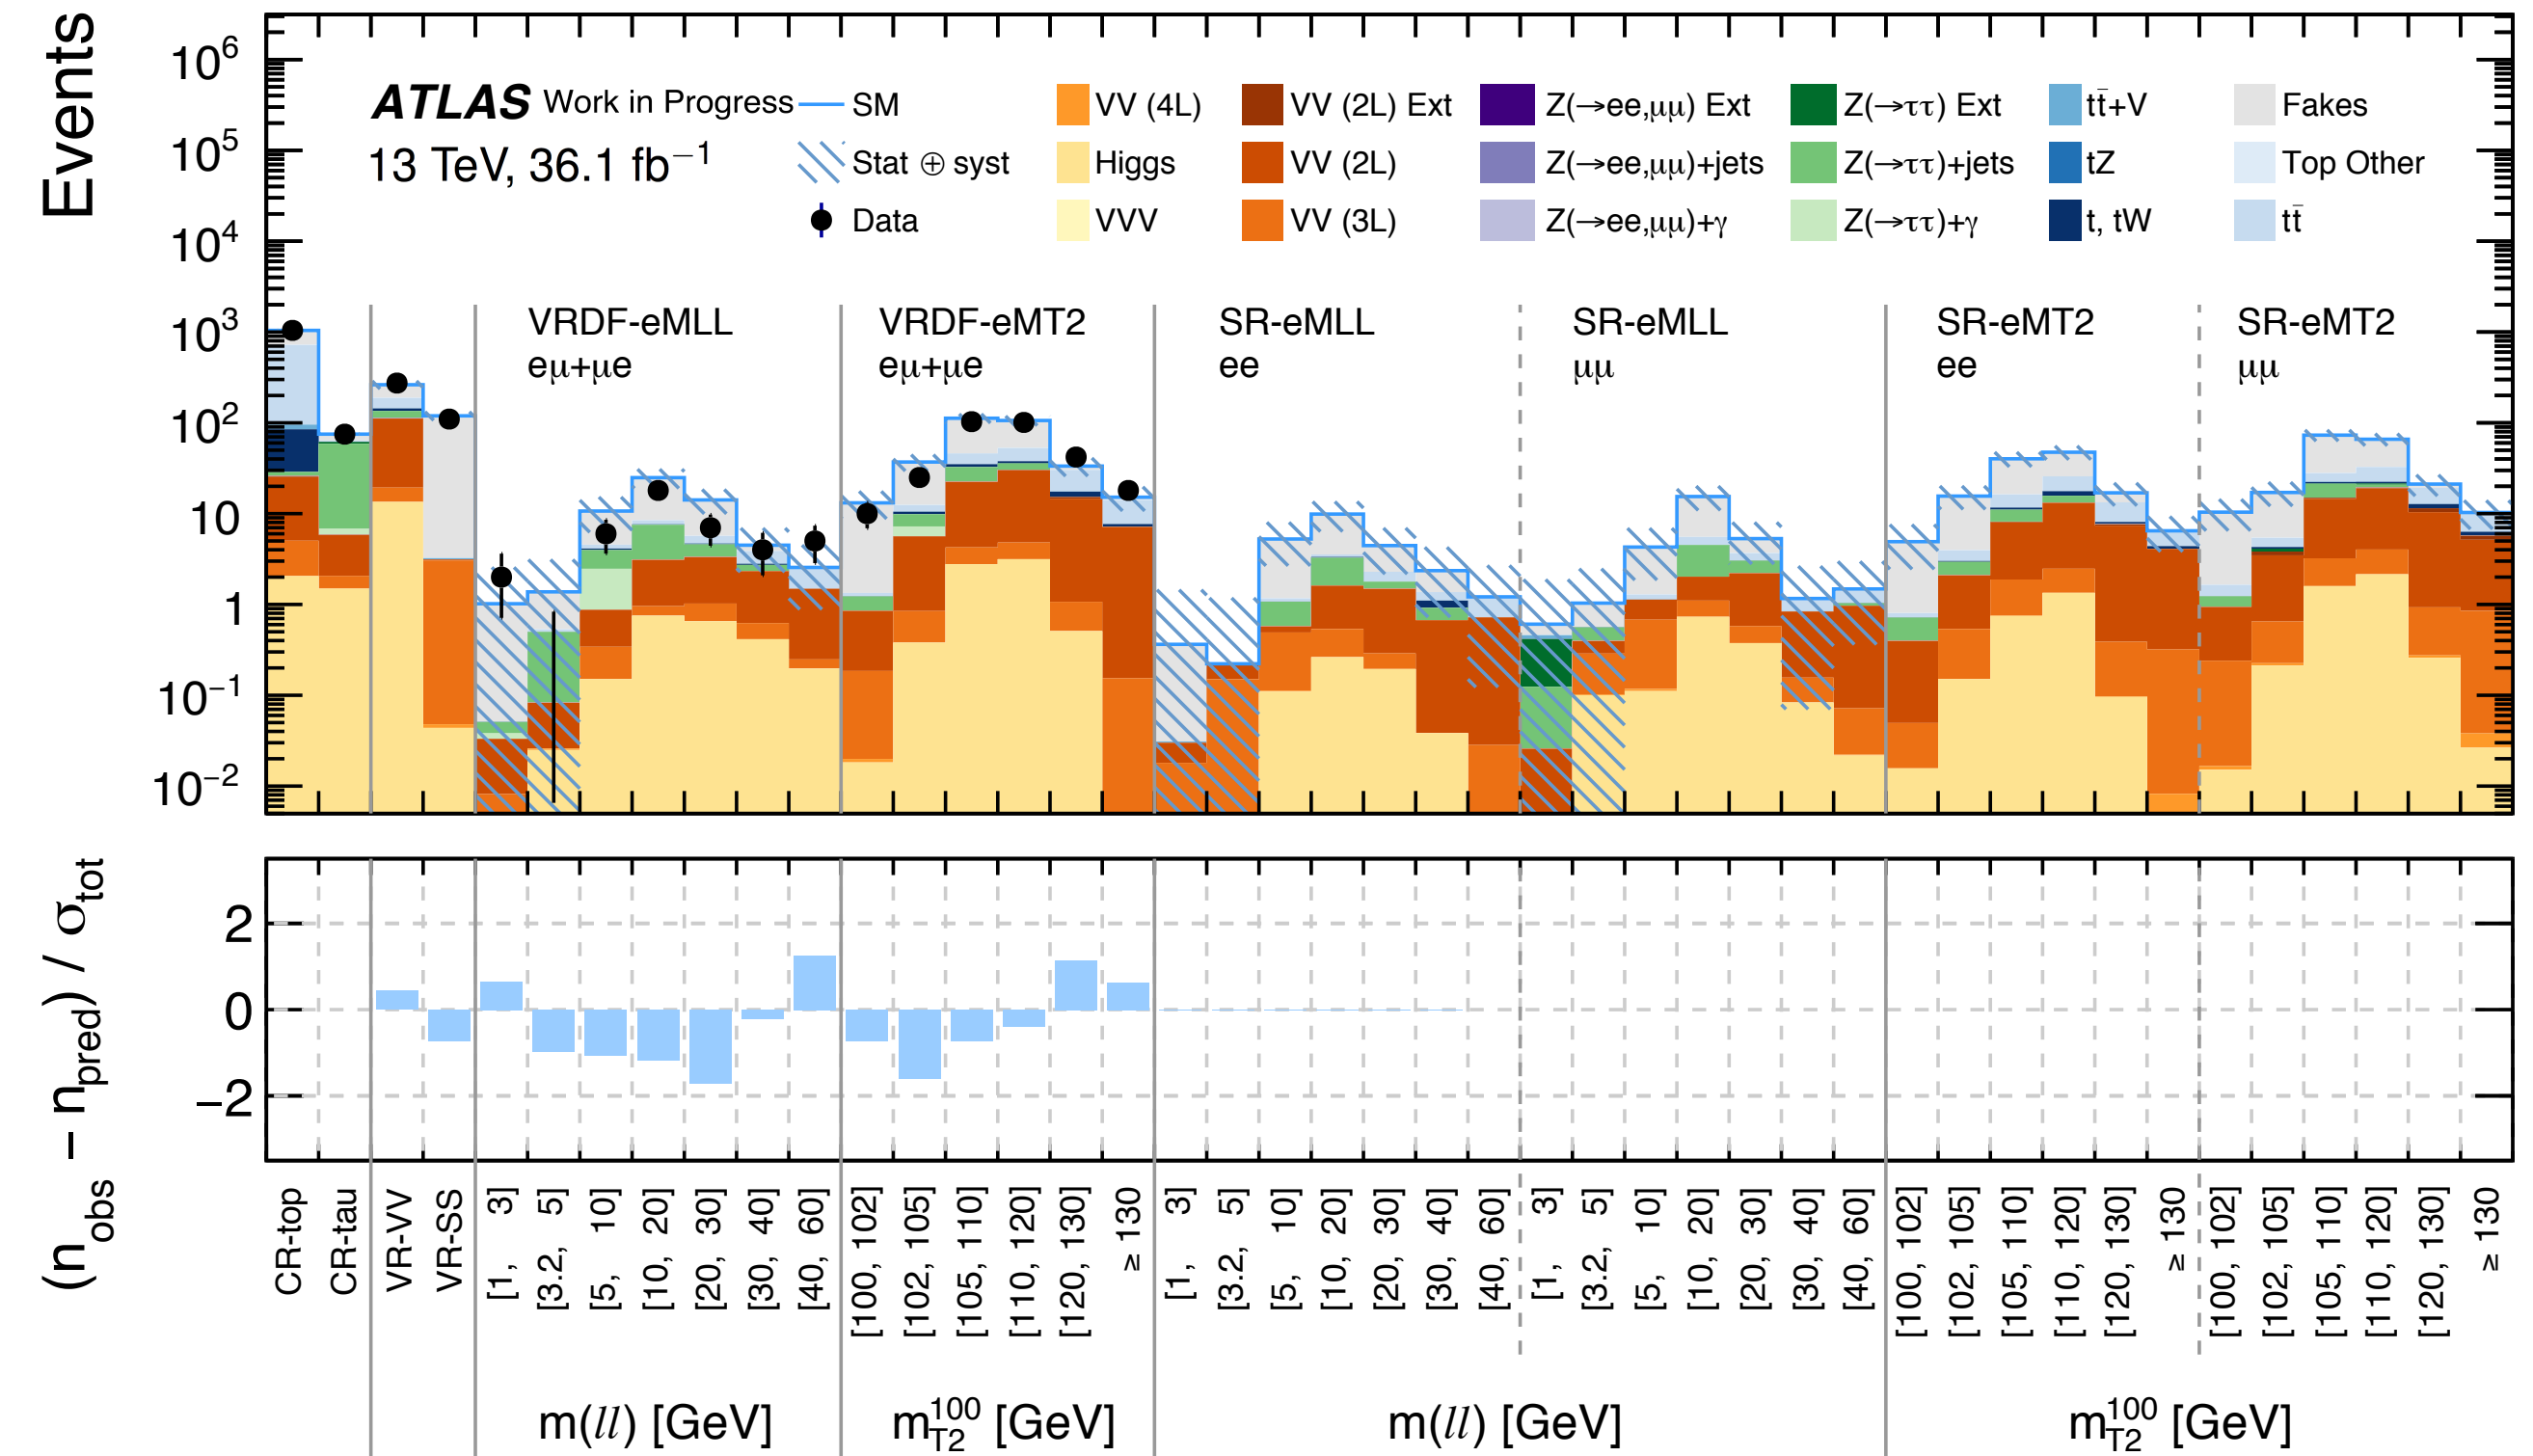 Events
10⁶
10⁵
10⁴
10³
10²
10
1
10⁻¹
10⁻²
ATLAS Work in Progress
13 TeV, 36.1 fb⁻¹
SM
Stat ⊕ syst
Data
VV (4L)
Higgs
VVV
VV (2L) Ext
VV (2L)
VV (3L)
Z(→ee,μμ) Ext
Z(→ee,μμ)+jets
Z(→ee,μμ)+γ
Z(→ττ) Ext
Z(→ττ)+jets
Z(→ττ)+γ
tt̄+V
tZ
t, tW
Fakes
Top Other
tt̄
VRDF-eMLL
eμ+μe
VRDF-eMT2
eμ+μe
SR-eMLL
ee
SR-eMLL
μμ
SR-eMT2
ee
SR-eMT2
μμ
(n_obs − n_pred) / σ_tot
2
0
−2
CR-top
CR-tau
VR-VV
VR-SS
[1, 3]
[3.2, 5]
[5, 10]
[10, 20]
[20, 30]
[30, 40]
[40, 60]
[100, 102]
[102, 105]
[105, 110]
[110, 120]
[120, 130]
≥ 130
[1, 3]
[3.2, 5]
[5, 10]
[10, 20]
[20, 30]
[30, 40]
[40, 60]
[1, 3]
[3.2, 5]
[5, 10]
[10, 20]
[20, 30]
[30, 40]
[40, 60]
[100, 102]
[102, 105]
[105, 110]
[110, 120]
[120, 130]
≥ 130
[100, 102]
[102, 105]
[105, 110]
[110, 120]
[120, 130]
≥ 130
m(ll) [GeV]
m_T2^100 [GeV]
m(ll) [GeV]
m_T2^100 [GeV]